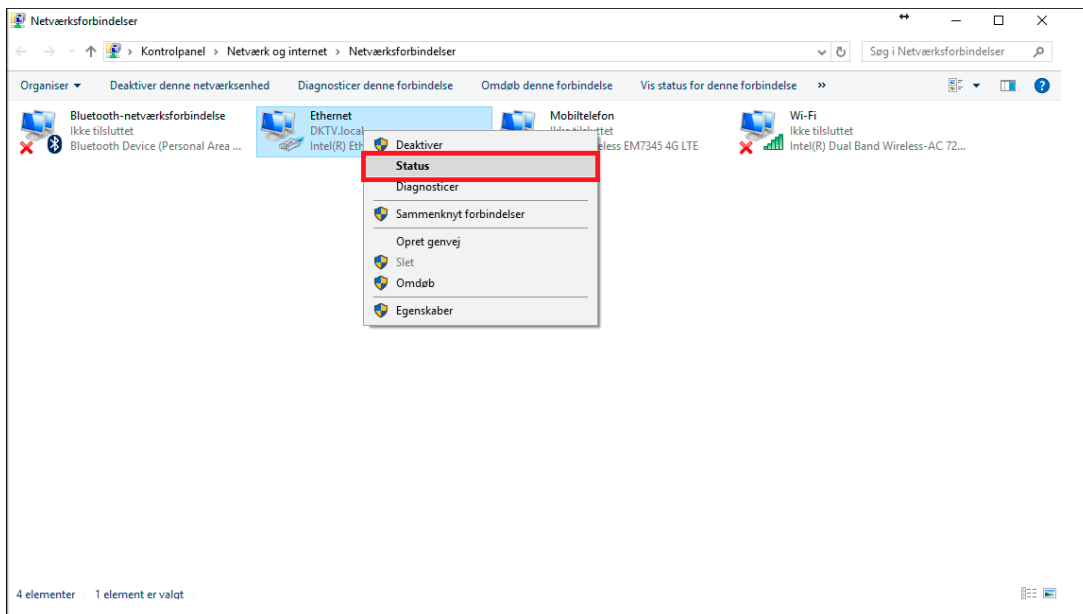 Netværksforbindelser
Kontrolpanel › Netværk og internet › Netværksforbindelser
Søg i Netværksforbindelser
Organiser Deaktiver denne netværksenhed Diagnosticer denne forbindelse Omdøb denne forbindelse Vis status for denne forbindelse »
Bluetooth-netværksforbindelse
Ikke tilsluttet
Bluetooth Device (Personal Area ...
Ethernet
DKTV.local
Intel(R)
Mobiltelefon
EM7345 4G LTE
Wi-Fi
Ikke tilsluttet
Intel(R) Dual Band Wireless-AC 72...
Deaktiver
Status
Diagnosticer
Sammenknyt forbindelser
Opret genvej
Slet
Omdøb
Egenskaber
4 elementer 1 element er valgt